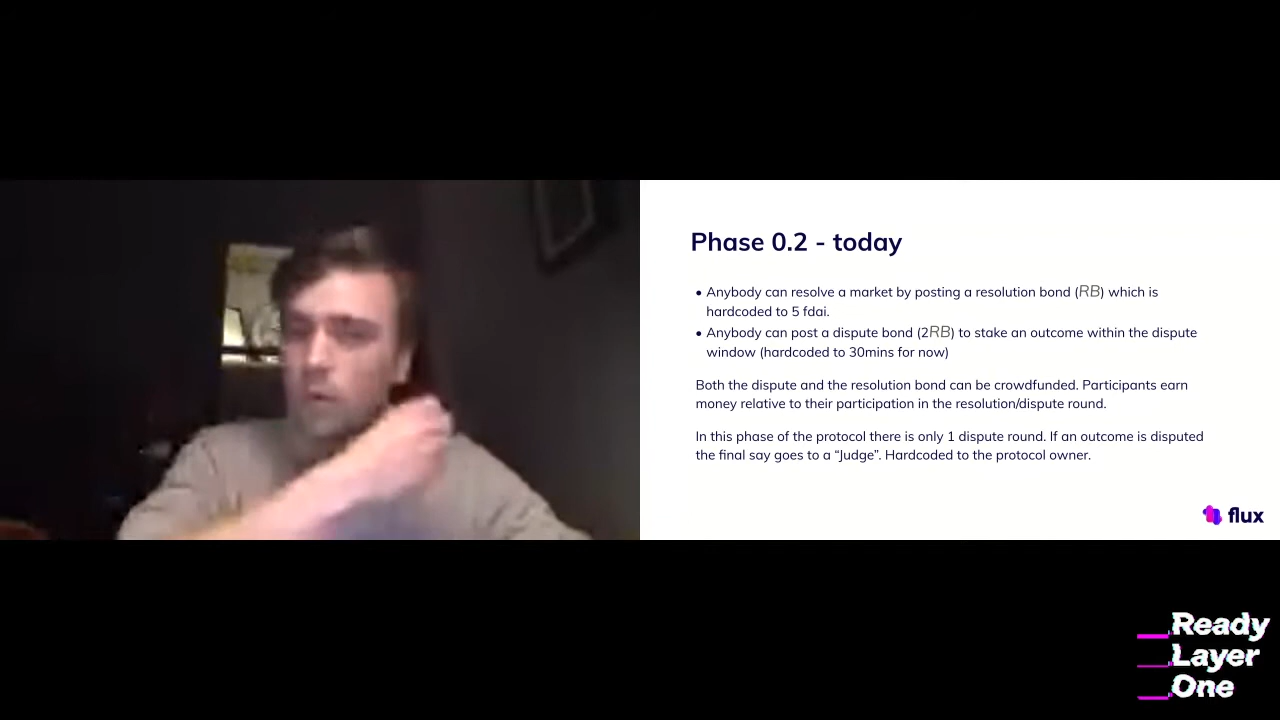 Phase 0.2 - today
• Anybody can resolve a market by posting a resolution bond (RB) which is
hardcoded to 5 fdai.
• Anybody can post a dispute bond (2RB) to stake an outcome within the dispute
window (hardcoded to 30mins for now)
Both the dispute and the resolution bond can be crowdfunded. Participants earn
money relative to their participation in the resolution/dispute round.
In this phase of the protocol there is only 1 dispute round. If an outcome is disputed
the final say goes to a “Judge”. Hardcoded to the protocol owner.
flux
Ready
Layer
One